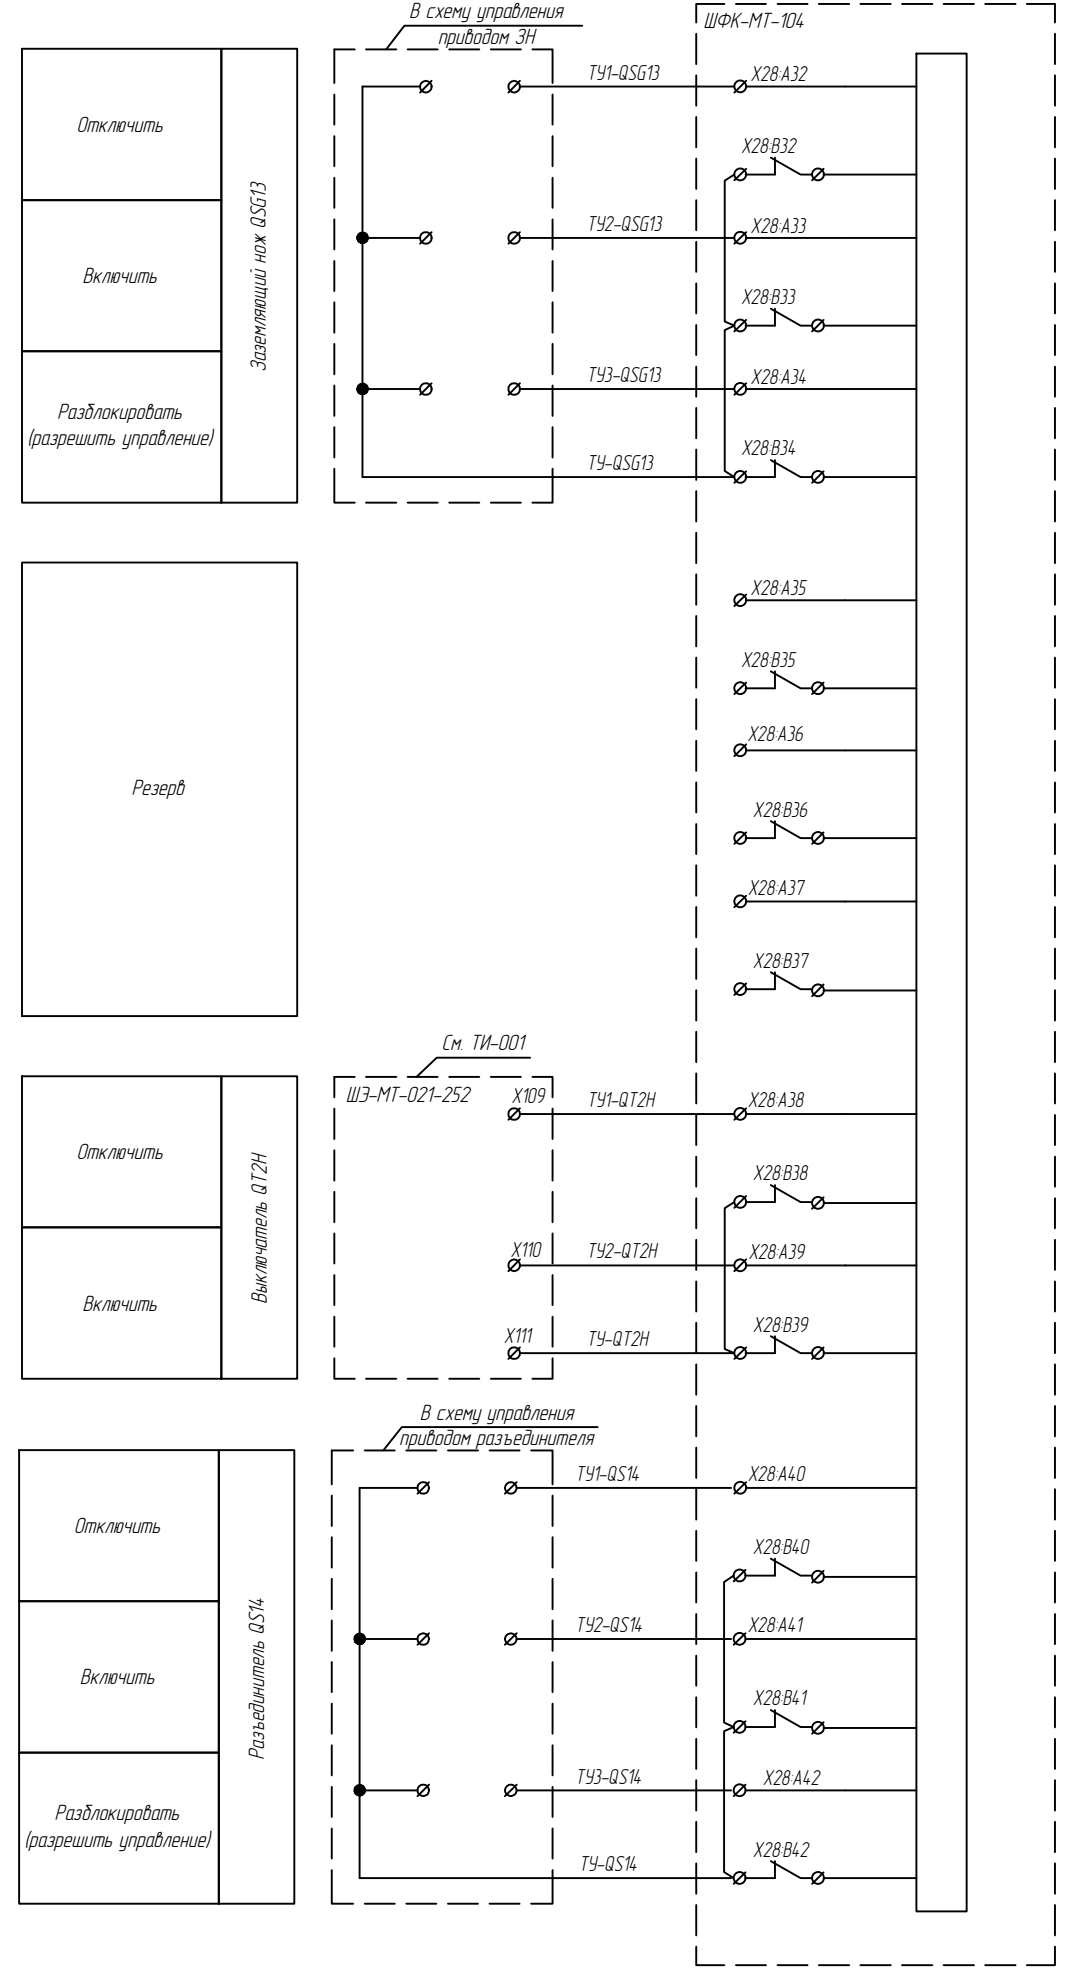 В схему управления
приводом ЗН
ШФК-МТ-104
Отключить
Включить
Разблокировать
(разрешить управление)
Заземляющий нож QSG13
ТУ1-QSG13
X28:A32
X28:B32
ТУ2-QSG13
X28:A33
X28:B33
ТУ3-QSG13
X28:A34
X28:B34
ТУ-QSG13
Резерв
X28:A35
X28:B35
X28:A36
X28:B36
X28:A37
X28:B37
См. ТИ-001
ШЭ-МТ-021-252
Отключить
Включить
Выключатель QT2H
X109
ТУ1-QT2H
X28:A38
X28:B38
X110
ТУ2-QT2H
X28:A39
X28:B39
X111
ТУ-QT2H
В схему управления
приводом разъединителя
Отключить
Включить
Разблокировать
(разрешить управление)
Разъединитель QS14
ТУ1-QS14
X28:A40
X28:B40
ТУ2-QS14
X28:A41
X28:B41
ТУ3-QS14
X28:A42
X28:B42
ТУ-QS14